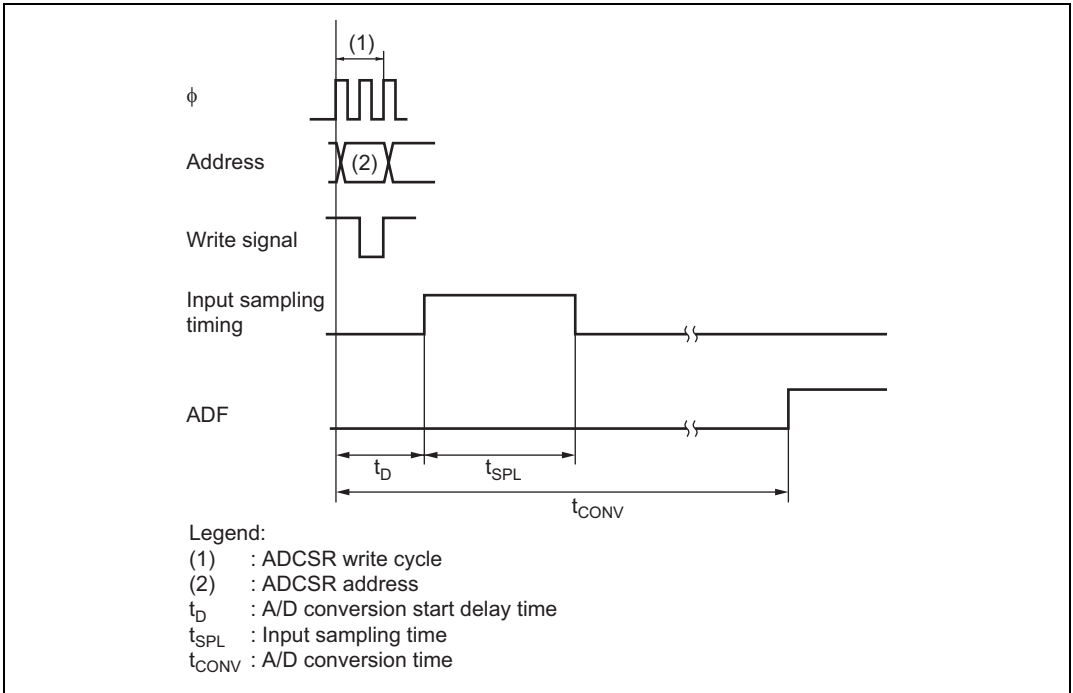 (1)
ϕ
Address
(2)
Write signal
Input sampling
timing
ADF
tD
tSPL
tCONV
Legend:
(1) : ADCSR write cycle
(2) : ADCSR address
tD : A/D conversion start delay time
tSPL : Input sampling time
tCONV : A/D conversion time